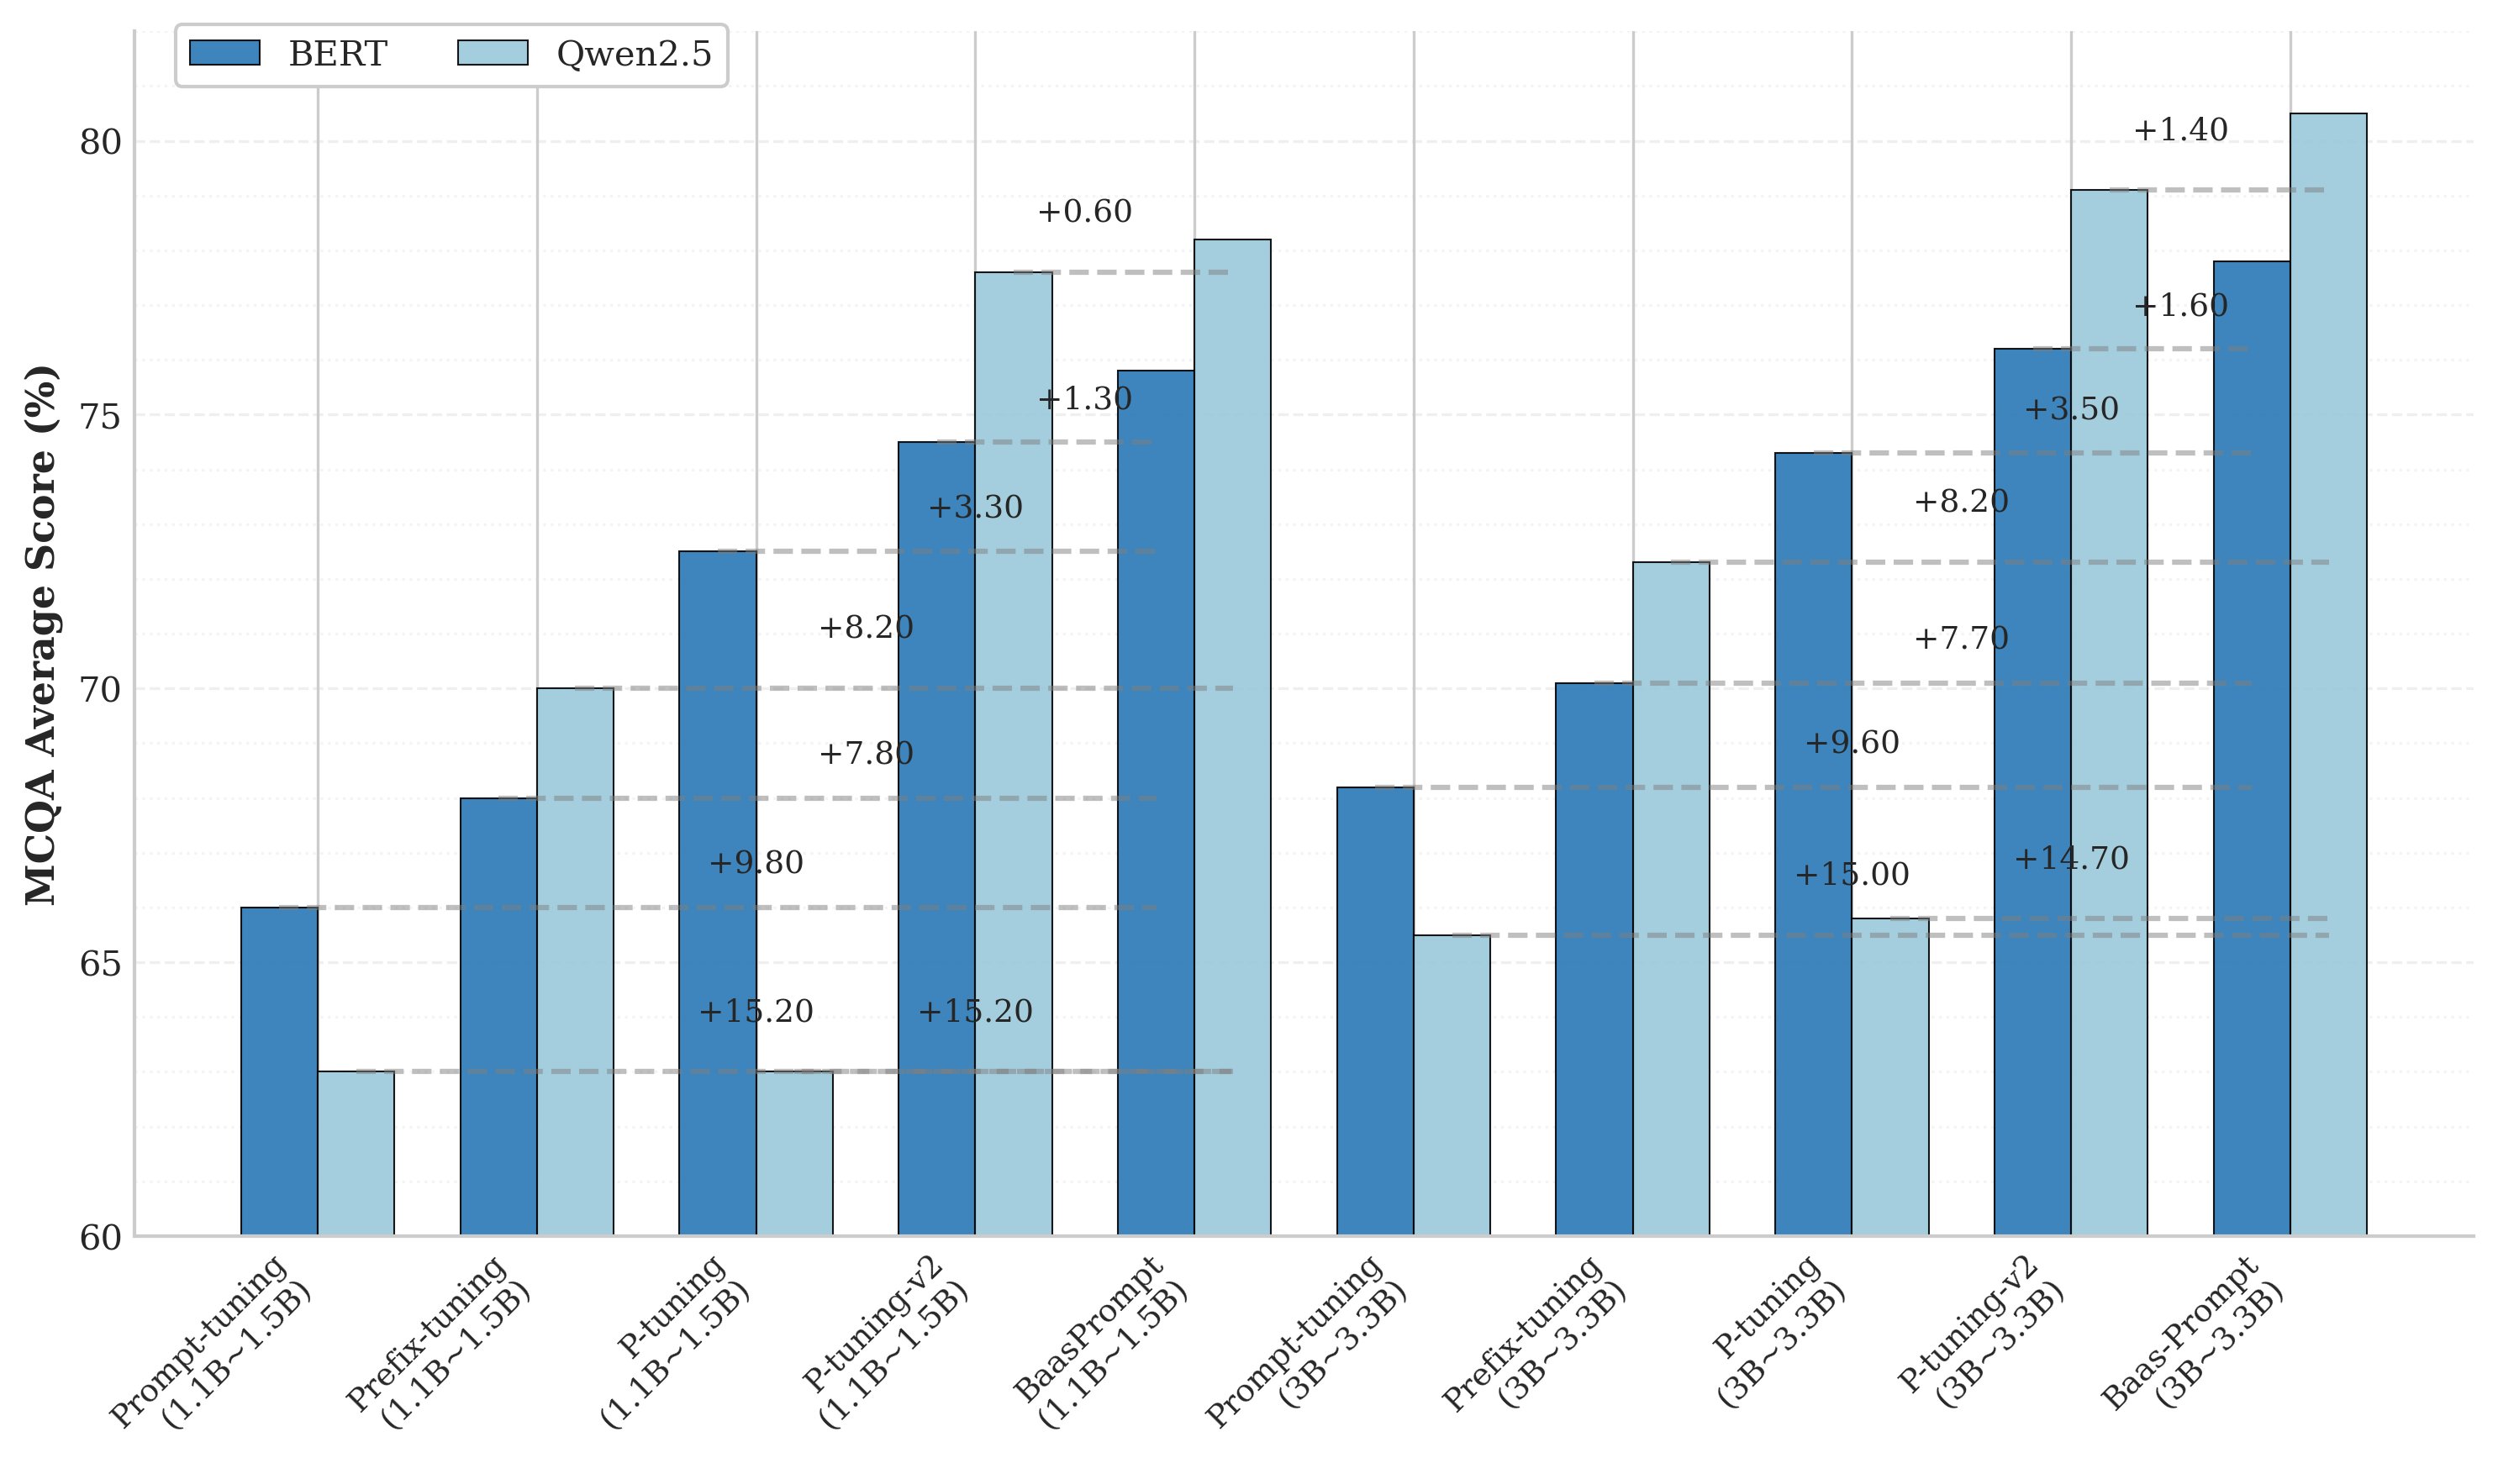 BERT
Qwen2.5
MCQA Average Score (%)
80
75
70
65
60
+1.40
+0.60
+1.60
+1.30
+3.50
+8.20
+3.30
+8.20
+7.70
+9.60
+7.80
+14.70
+9.80
+15.00
+15.20
+15.20
Prompt-tuning
(1.1B~1.5B)
Prefix-tuning
(1.1B~1.5B)
P-tuning
(1.1B~1.5B)
P-tuning-v2
(1.1B~1.5B)
BaasPrompt
(1.1B~1.5B)
Prompt-tuning
(3B~3.3B)
Prefix-tuning
(3B~3.3B)
P-tuning
(3B~3.3B)
P-tuning-v2
(3B~3.3B)
Baas-Prompt
(3B~3.3B)